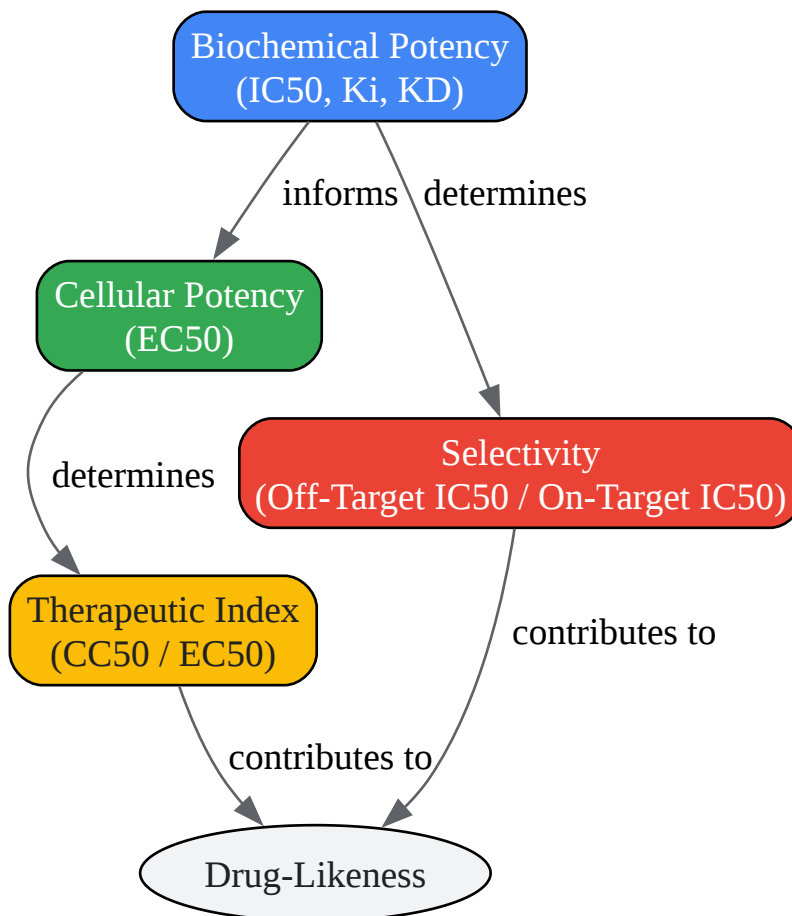 Biochemical Potency
(IC50, Ki, KD)
informs
determines
Cellular Potency
(EC50)
determines
Selectivity
(Off-Target IC50 / On-Target IC50)
Therapeutic Index
(CC50 / EC50)
contributes to
contributes to
Drug-Likeness